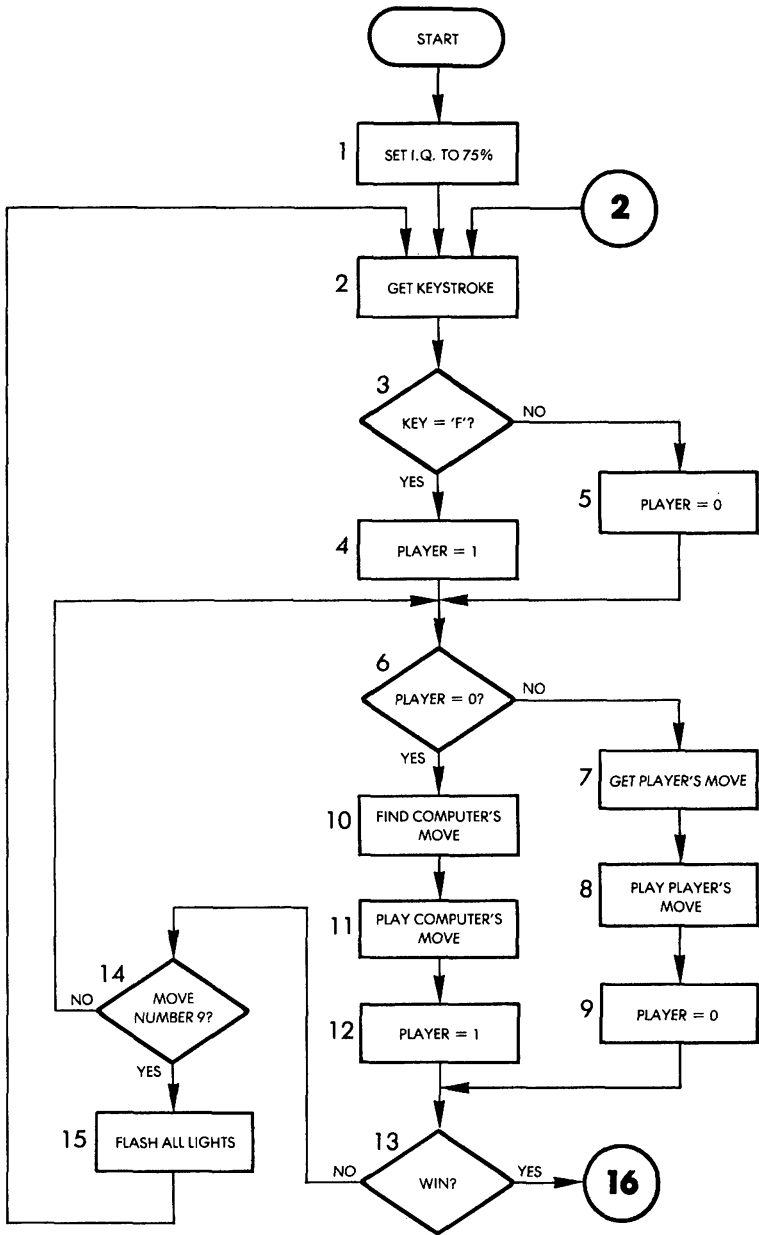 START
1
SET I.Q. TO 75%
2
2
GET KEYSTROKE
3
KEY = 'F'?
NO
YES
5
PLAYER = 0
4
PLAYER = 1
6
PLAYER = 0?
NO
YES
7
GET PLAYER'S MOVE
10
FIND COMPUTER'S
MOVE
8
PLAY PLAYER'S
MOVE
11
PLAY COMPUTER'S
MOVE
14
MOVE
NUMBER 9?
NO
YES
12
PLAYER = 1
9
PLAYER = 0
15
FLASH ALL LIGHTS
13
WIN?
NO
YES
16